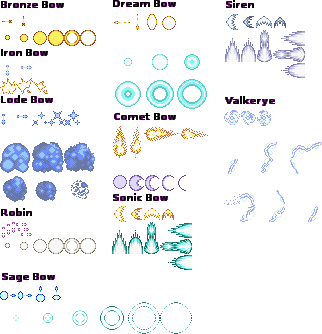 Bronze Bow
Iron Bow
Lode Bow
Robin
Sage Bow
Dream Bow
Comet Bow
Sonic Bow
Siren
Valkerye